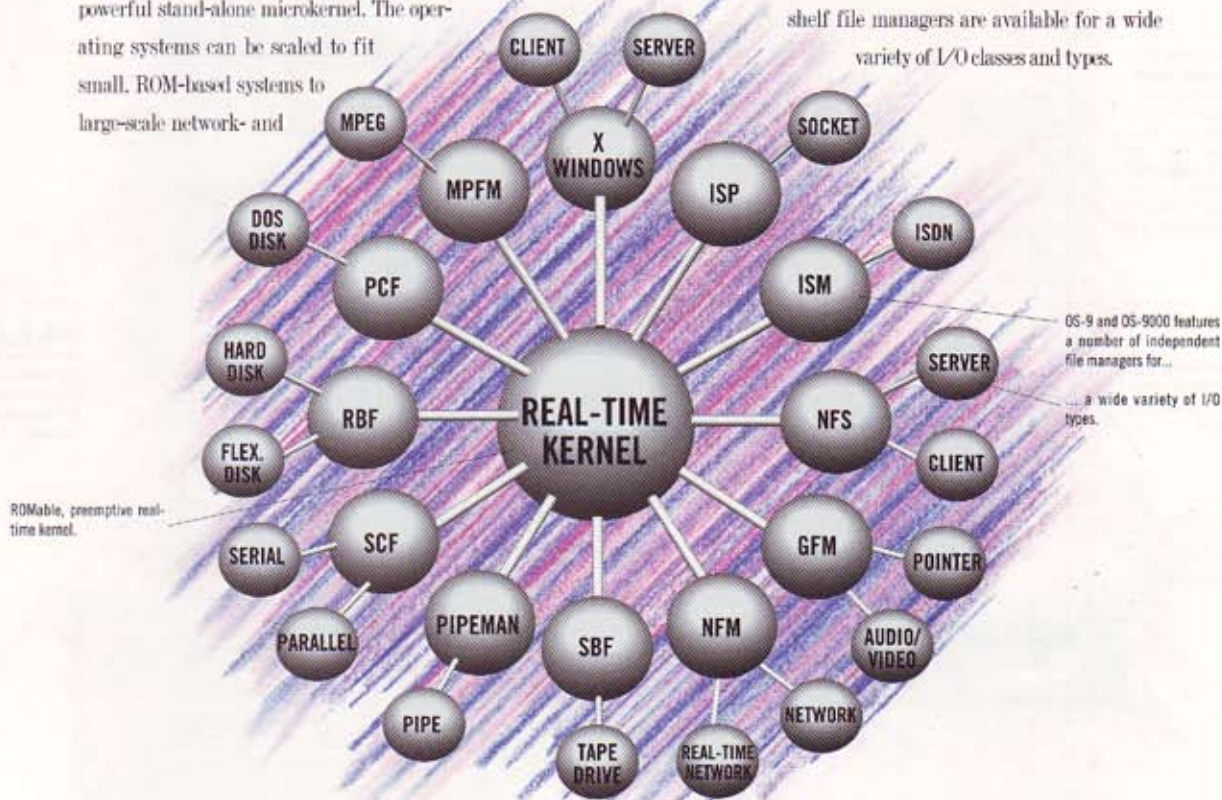 powerful stand-alone microkernel. The oper-
ating systems can be scaled to fit
small, ROM-based systems to
large-scale network- and
shelf file managers are available for a wide
variety of I/O classes and types.
CLIENT
SERVER
MPEG
X
WINDOWS
SOCKET
MPFM
ISP
DOS
DISK
ISDN
PCF
ISM
OS-9 and OS-9000 features
a number of independent
file managers for...
HARD
DISK
SERVER
... a wide variety of I/O
types.
RBF
REAL-TIME
KERNEL
NFS
FLEX.
DISK
CLIENT
ROMable, preemptive real-
time kernel.
SCF
GFM
SERIAL
POINTER
PARALLEL
PIPEMAN
SBF
NFM
AUDIO/
VIDEO
PIPE
NETWORK
TAPE
DRIVE
REAL-TIME
NETWORK